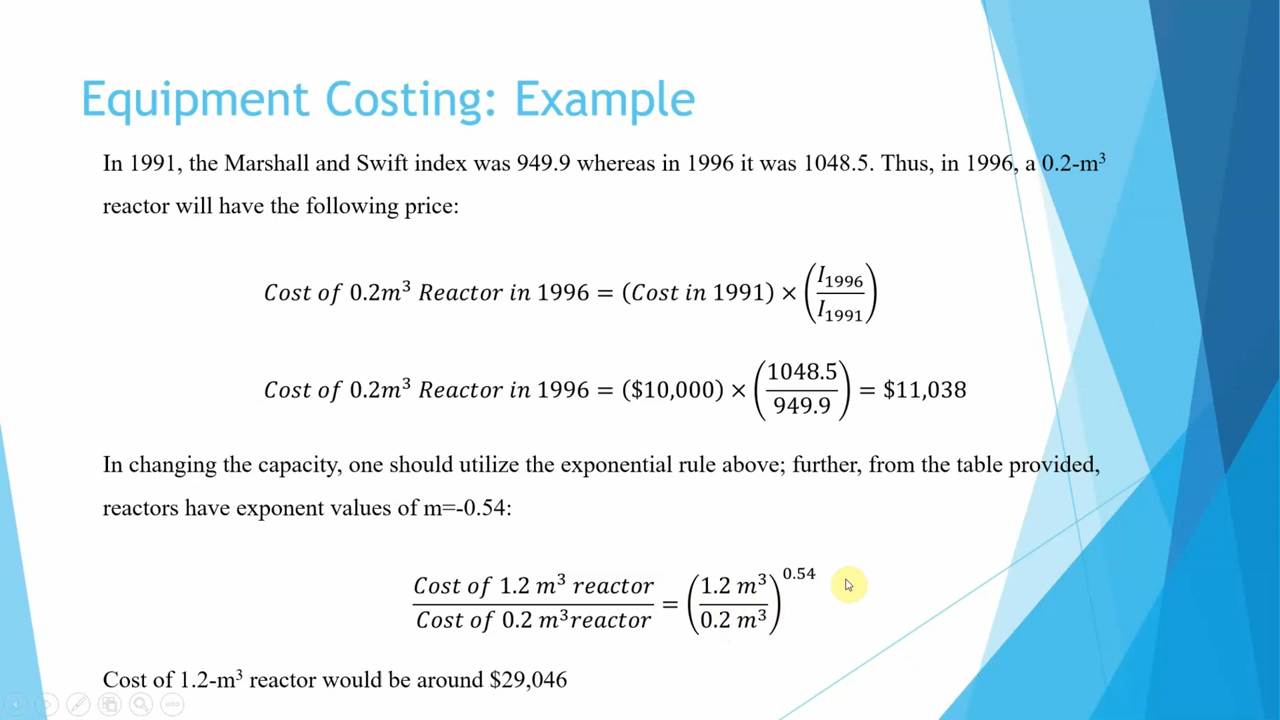 Equipment Costing: Example
In 1991, the Marshall and Swift index was 949.9 whereas in 1996 it was 1048.5. Thus, in 1996, a 0.2-m³
reactor will have the following price:
Cost of 0.2m³ Reactor in 1996 = (Cost in 1991) × (I₁₉₉₆/I₁₉₉₁)
Cost of 0.2m³ Reactor in 1996 = ($10,000) × (1048.5/949.9) = $11,038
In changing the capacity, one should utilize the exponential rule above; further, from the table provided,
reactors have exponent values of m=-0.54:
Cost of 1.2 m³ reactor/Cost of 0.2 m³reactor = (1.2 m³/0.2 m³)^0.54
Cost of 1.2-m³ reactor would be around $29,046